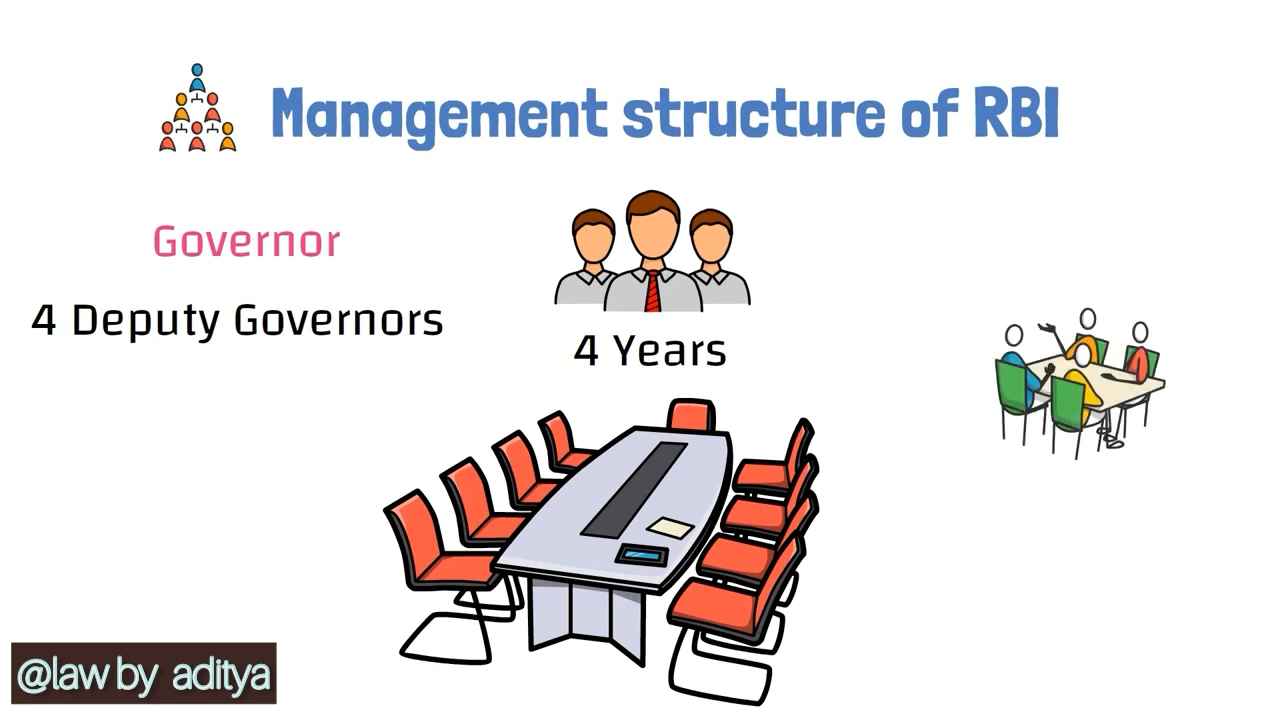 Management structure of RBI
Governor
4 Deputy Governors
4 Years
@law by aditya